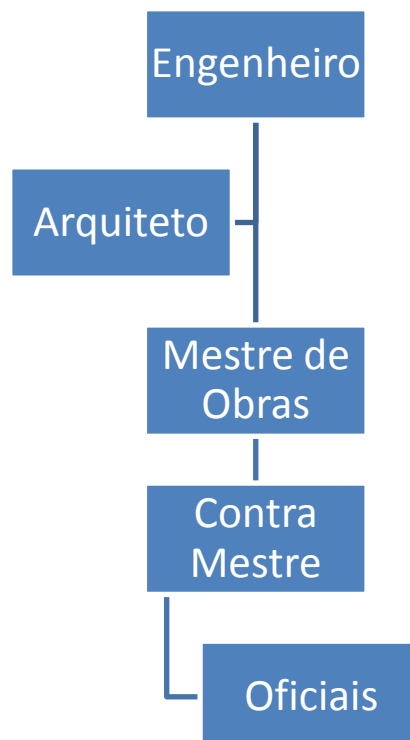 Engenheiro
Arquiteto
Mestre de
Obras
Contra
Mestre
Oficiais